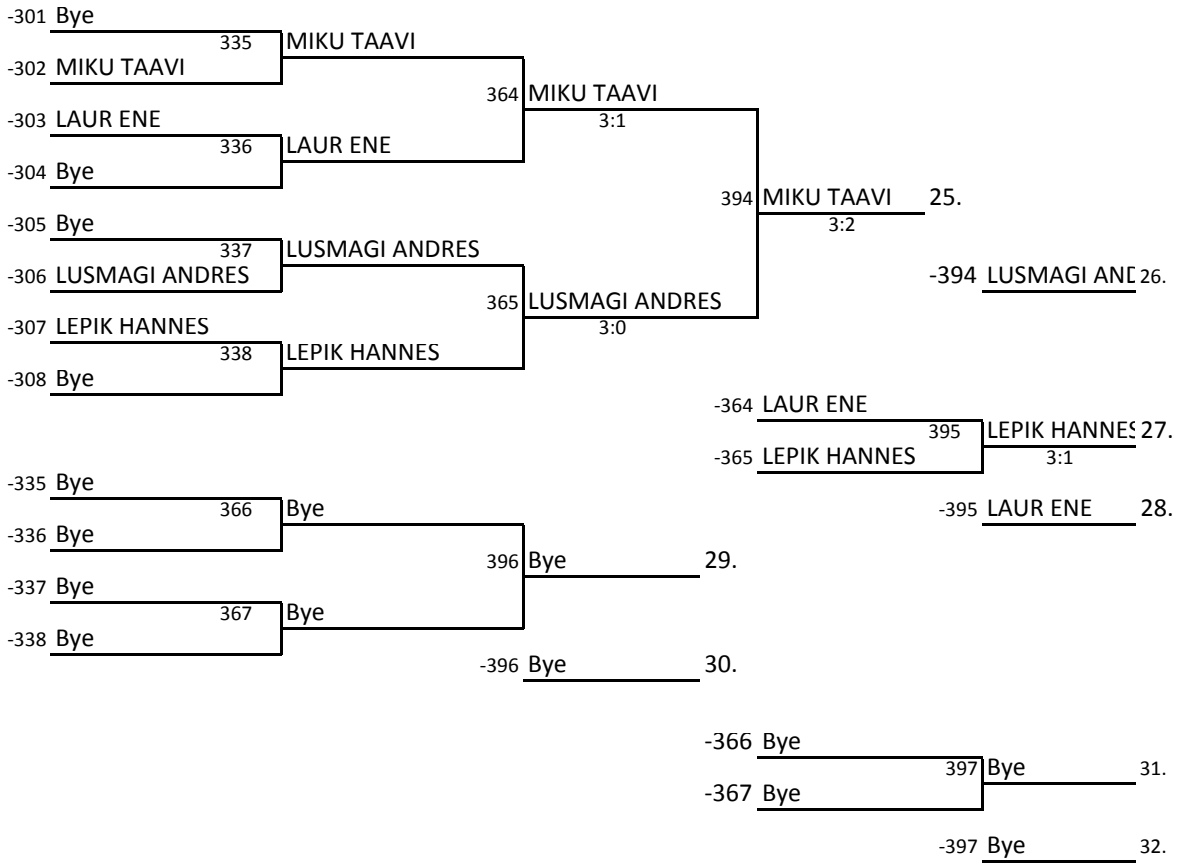 -301 Bye
335 MIKU TAAVI
-302 MIKU TAAVI
364 MIKU TAAVI
3:1
-303 LAUR ENE
336 LAUR ENE
-304 Bye
394 MIKU TAAVI 25.
3:2
-305 Bye
337 LUSMAGI ANDRES
-306 LUSMAGI ANDRES
-394 LUSMAGI AND 26.
365 LUSMAGI ANDRES
3:0
-307 LEPIK HANNES
338 LEPIK HANNES
-308 Bye
-364 LAUR ENE
395 LEPIK HANNES 27.
3:1
-365 LEPIK HANNES
-335 Bye
366 Bye
-395 LAUR ENE 28.
-336 Bye
396 Bye 29.
-337 Bye
367 Bye
-338 Bye
-396 Bye 30.
-366 Bye
397 Bye 31.
-367 Bye
-397 Bye 32.